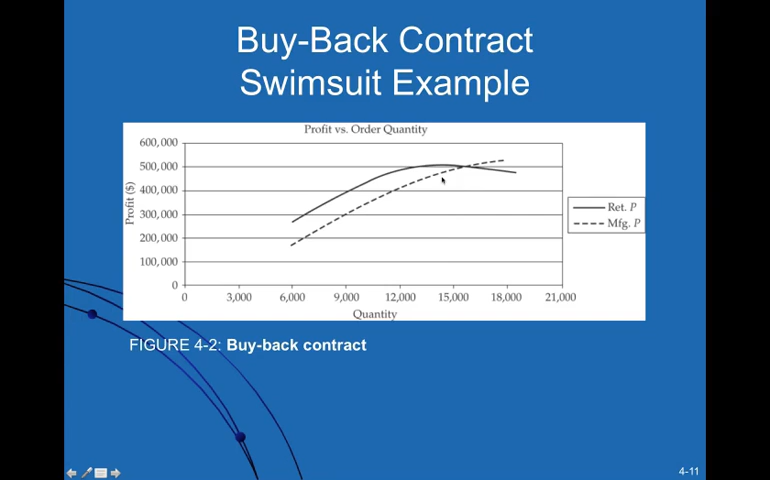 Buy-Back Contract
Swimsuit Example
Profit vs. Order Quantity
600,000
500,000
400,000
300,000
200,000
100,000
0
Profit ($)
0 3,000 6,000 9,000 12,000 15,000 18,000 21,000
Quantity
Ret. P
Mfg. P
FIGURE 4-2: Buy-back contract
4-11